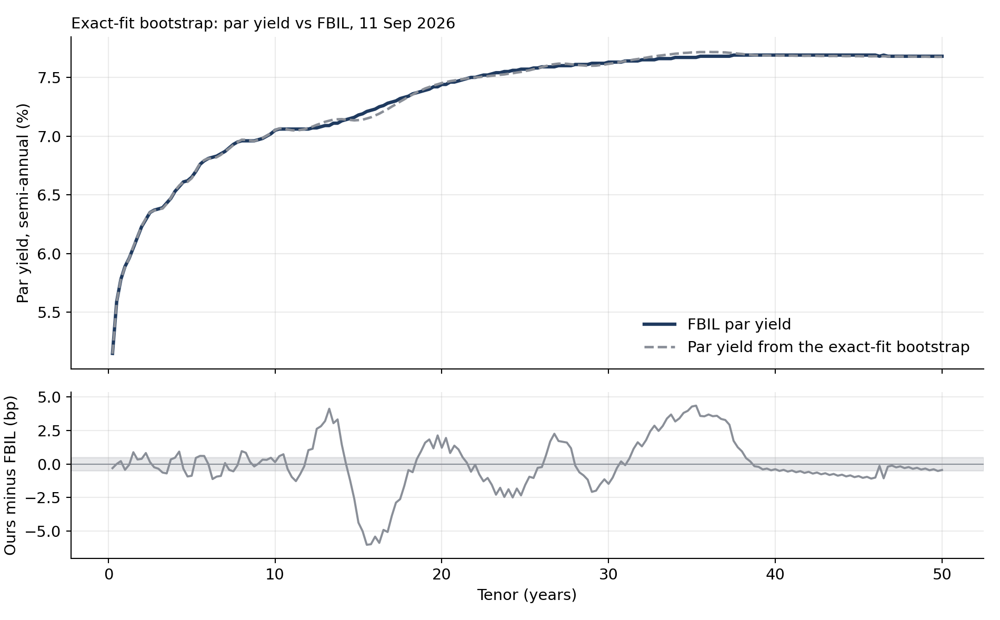 Exact-fit bootstrap: par yield vs FBIL, 11 Sep 2026
Par yield, semi-annual (%)
7.5
7.0
6.5
6.0
5.5
FBIL par yield
Par yield from the exact-fit bootstrap
Ours minus FBIL (bp)
5.0
2.5
0.0
−2.5
−5.0
0 10 20 30 40 50
Tenor (years)